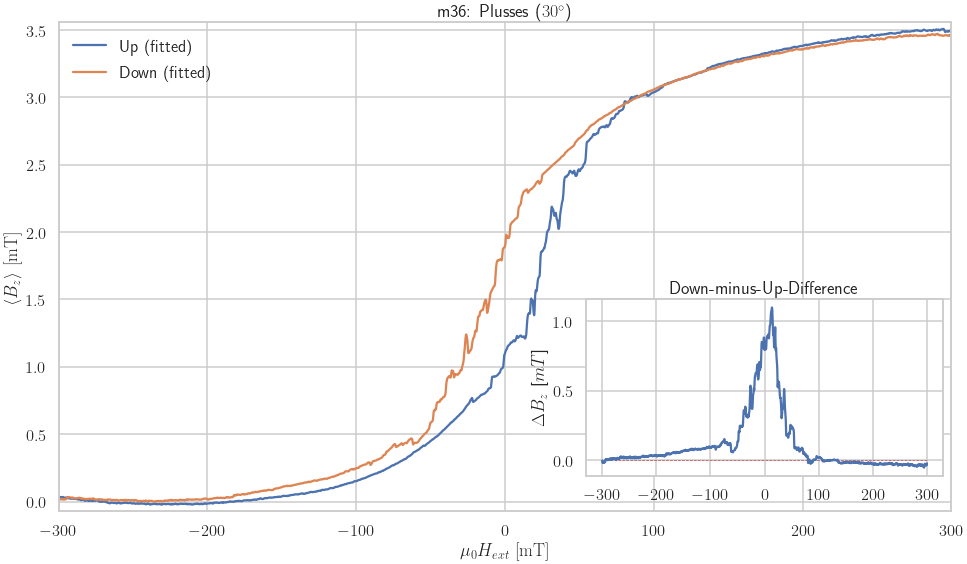 m36: Plusses (30°)
3.5
3.0
2.5
2.0
1.5
1.0
0.5
0.0
⟨B_z⟩ [mT]
Up (fitted)
Down (fitted)
Down-minus-Up-Difference
1.0
0.5
0.0
ΔB_z [mT]
−300 −200 −100 0 100 200 300
−300 −200 −100 0 100 200 300
μ₀H_ext [mT]